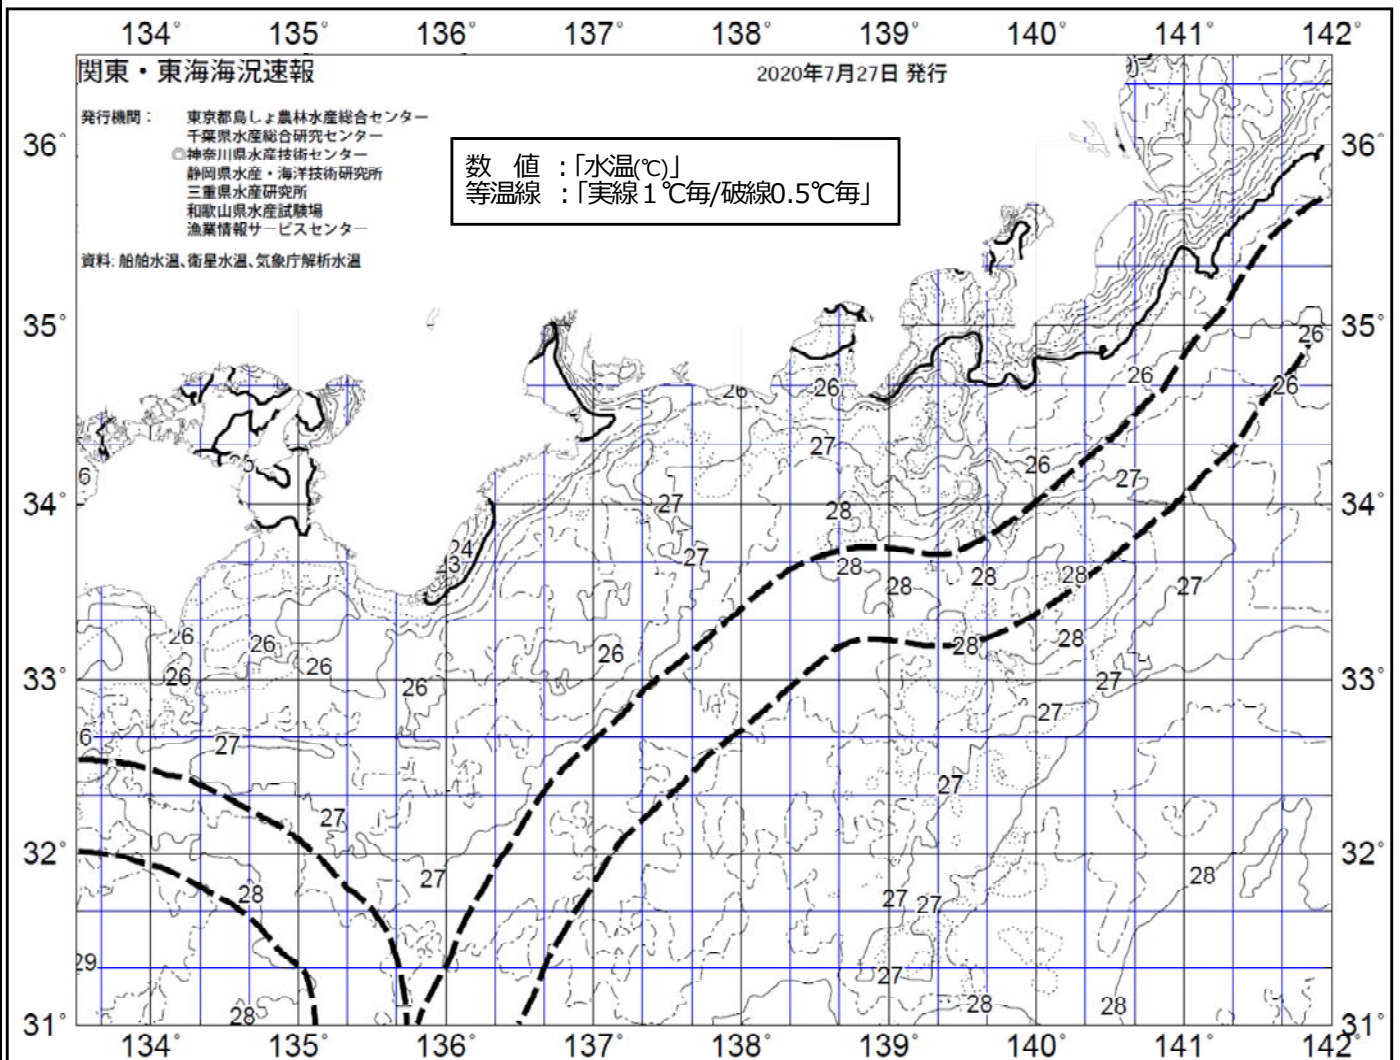 134° 135° 136° 137° 138° 139° 140° 141° 142°
関東・東海海況速報
2020年7月27日 発行
発行機関： 東京都島しょ農林水産総合センター
千葉県水産総合研究センター
◎神奈川県水産技術センター
静岡県水産・海洋技術研究所
三重県水産研究所
和歌山県水産試験場
漁業情報サービスセンター
資料: 船舶水温、衛星水温、気象庁解析水温
数 値 ：「水温(℃)」
等温線 ：「実線１℃毎/破線0.5℃毎」
36° 36°
35° 35°
26
26 26 26 26
27
26 27
27 28 34° 34°
24 27
23 28 28 28 28 27
26 26 27 28 28
26 26 33° 33°
26 27
27 27
27
27
32° 32°
27 28
28 27 27
29 27
28 28 28
31° 31°
134° 135° 136° 137° 138° 139° 140° 141° 142°